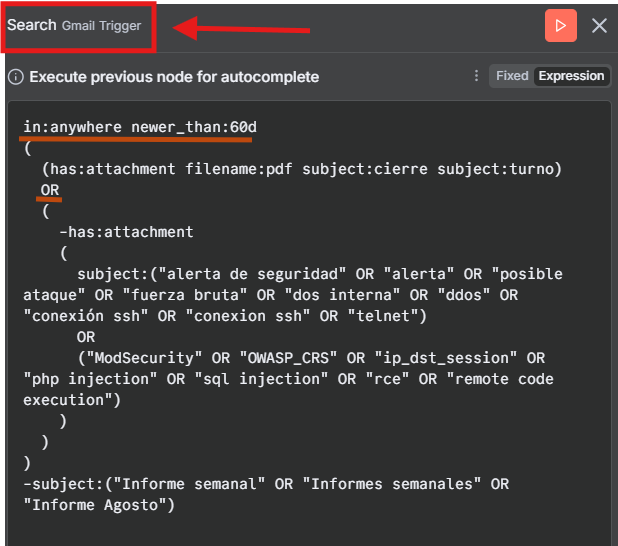 Search Gmail Trigger
Execute previous node for autocomplete
Fixed Expression
in:anywhere newer_than:60d
(
(has:attachment filename:pdf subject:cierre subject:turno)
OR
(
-has:attachment
(
subject:("alerta de seguridad" OR "alerta" OR "posible
ataque" OR "fuerza bruta" OR "dos interna" OR "ddos" OR
"conexión ssh" OR "conexion ssh" OR "telnet")
OR
("ModSecurity" OR "OWASP_CRS" OR "ip_dst_session" OR
"php injection" OR "sql injection" OR "rce" OR "remote code
execution")
)
)
)
-subject:("Informe semanal" OR "Informes semanales" OR
"Informe Agosto")